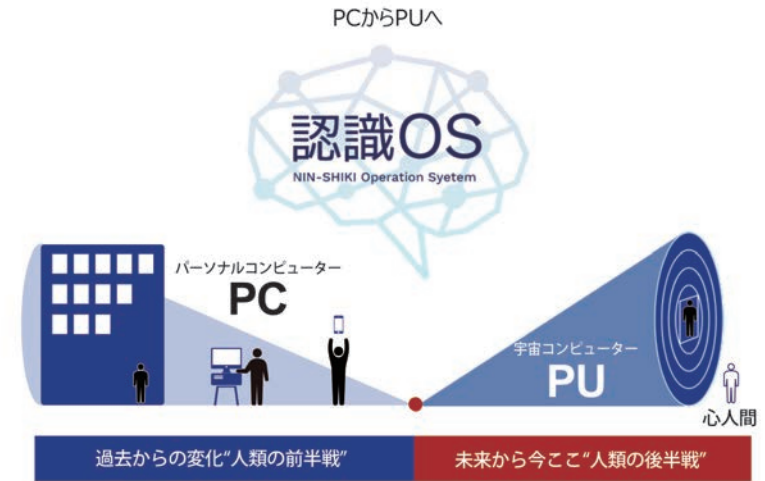 PCからPUへ
認識OS
NIN-SHIKI Operation Syetem
パーソナルコンピューター
PC
宇宙コンピューター
PU
心人間
過去からの変化“人類の前半戦”
未来から今ここ“人類の後半戦”